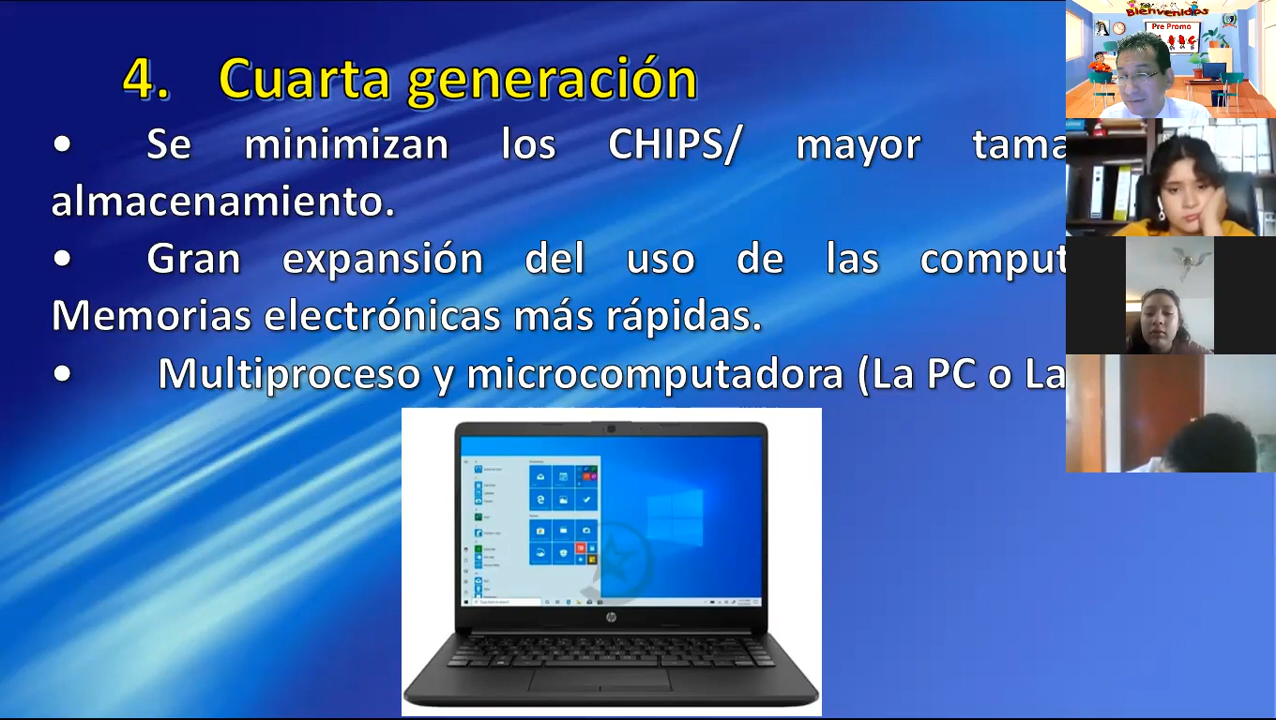 4. Cuarta generación
• Se minimizan los CHIPS/ mayor tama
almacenamiento.
• Gran expansión del uso de las comput
Memorias electrónicas más rápidas.
• Multiproceso y microcomputadora (La PC o La
Bienvenidos
Pre Promo
hp